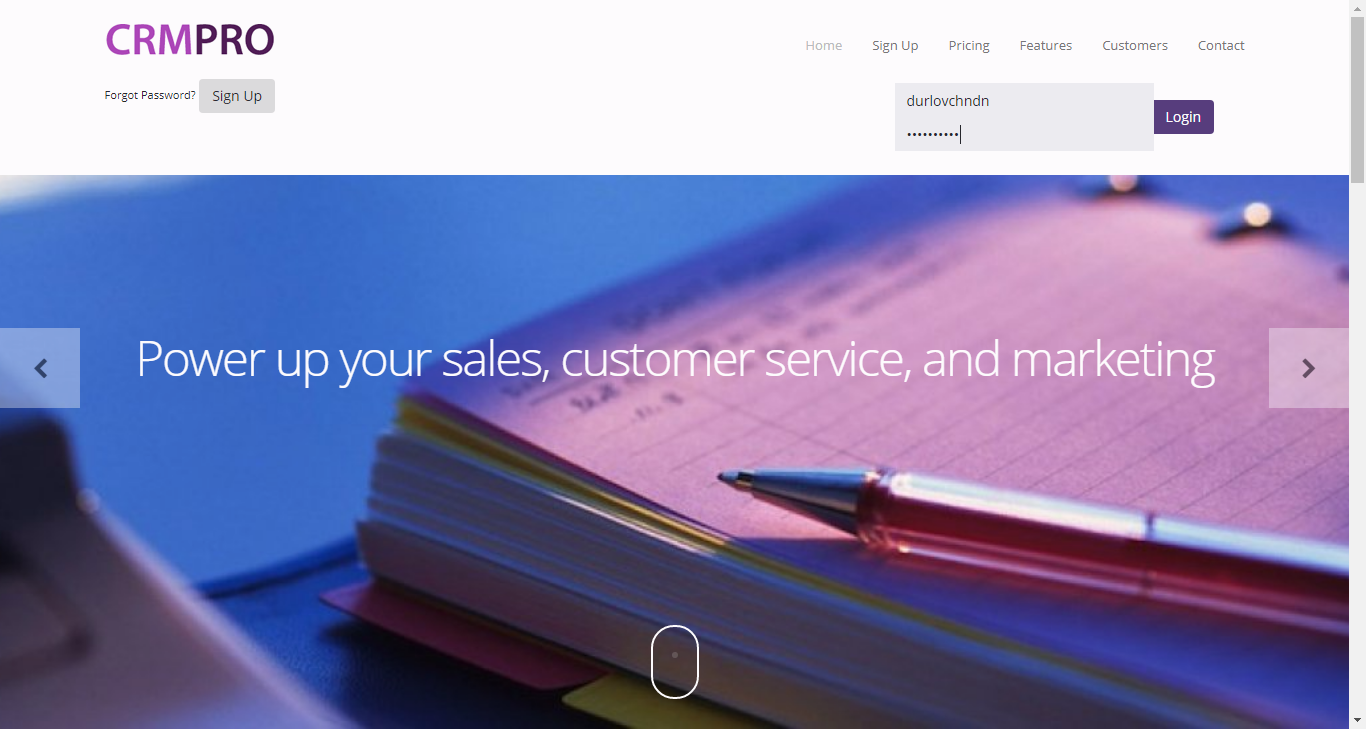 CRMPRO
Home Sign Up Pricing Features Customers Contact
Forgot Password? Sign Up
durlovchndn
••••••••••
Login
Power up your sales, customer service, and marketing